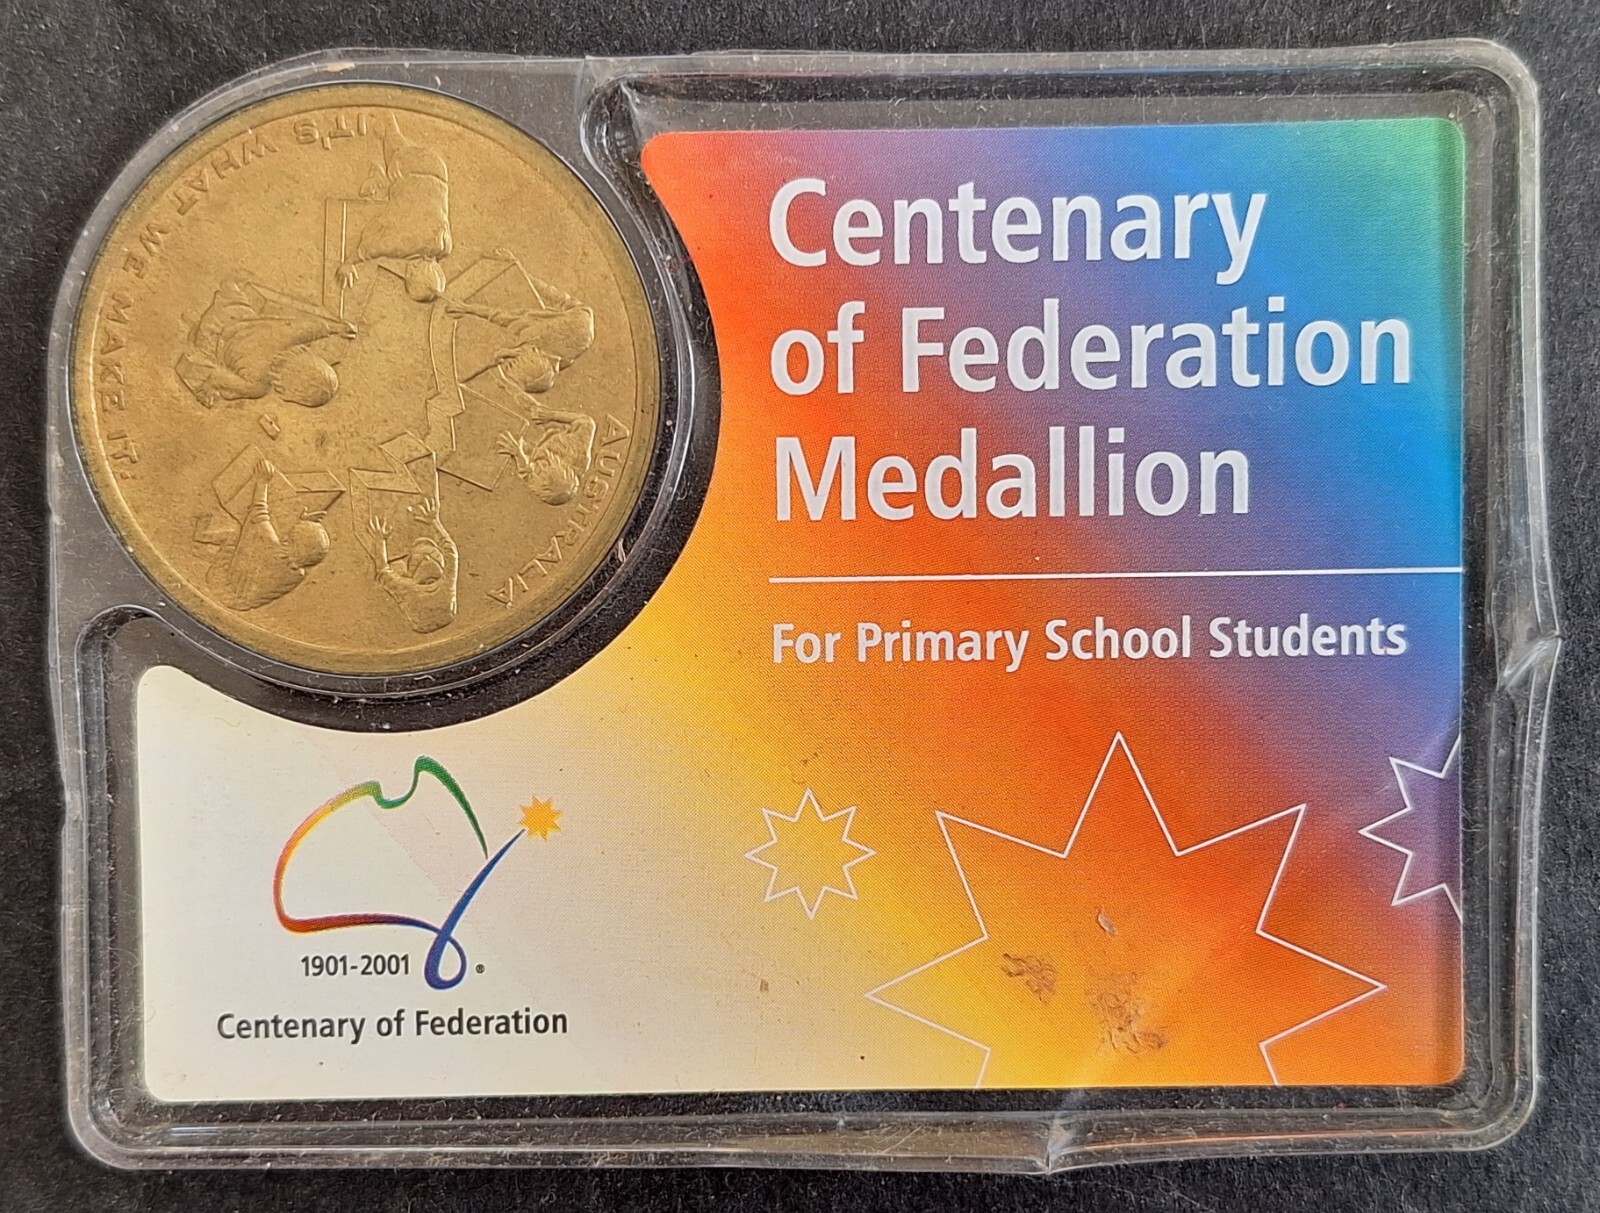 AUSTRALIA
IT'S WHAT WE MAKE IT
Centenary
of Federation
Medallion
For Primary School Students
1901-2001 ®
Centenary of Federation